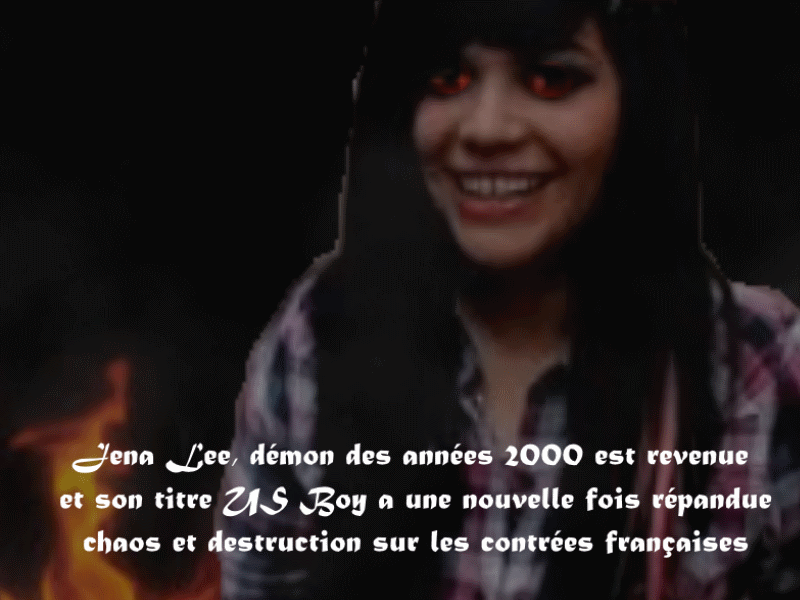 Jena Lee, démon des années 2000 est revenue
et son titre US Boy a une nouvelle fois répandue
chaos et destruction sur les contrées françaises